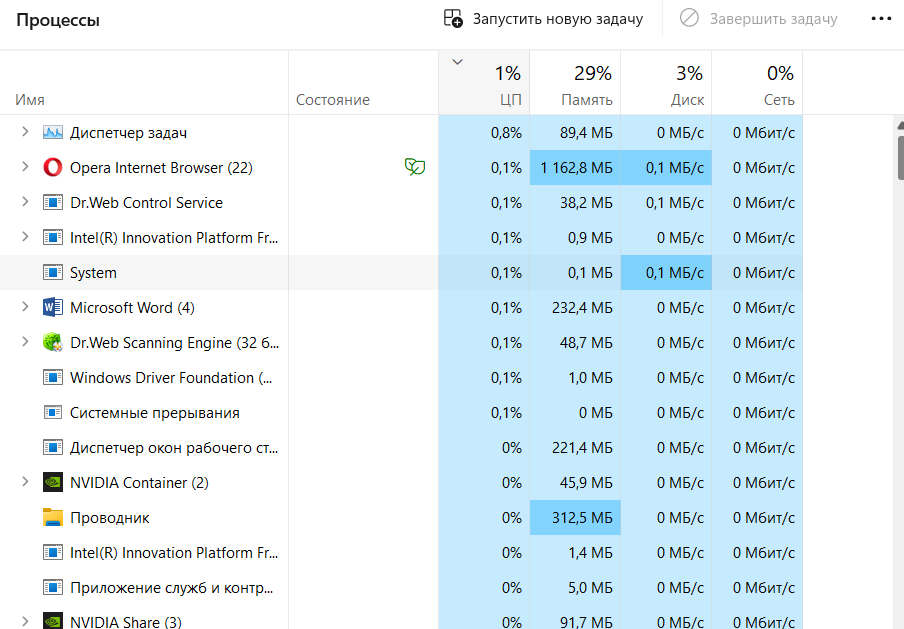 Процессы Запустить новую задачу Завершить задачу
1% 29% 3% 0%
Имя Состояние ЦП Память Диск Сеть
Диспетчер задач 0,8% 89,4 МБ 0 МБ/с 0 Мбит/с
Opera Internet Browser (22) 0,1% 1 162,8 МБ 0,1 МБ/с 0 Мбит/с
Dr.Web Control Service 0,1% 38,2 МБ 0,1 МБ/с 0 Мбит/с
Intel(R) Innovation Platform Fr... 0,1% 0,9 МБ 0 МБ/с 0 Мбит/с
System 0,1% 0,1 МБ 0,1 МБ/с 0 Мбит/с
Microsoft Word (4) 0,1% 232,4 МБ 0 МБ/с 0 Мбит/с
Dr.Web Scanning Engine (32 б... 0,1% 48,7 МБ 0 МБ/с 0 Мбит/с
Windows Driver Foundation (... 0,1% 1,0 МБ 0 МБ/с 0 Мбит/с
Системные прерывания 0,1% 0 МБ 0 МБ/с 0 Мбит/с
Диспетчер окон рабочего ст... 0% 221,4 МБ 0 МБ/с 0 Мбит/с
NVIDIA Container (2) 0% 45,9 МБ 0 МБ/с 0 Мбит/с
Проводник 0% 312,5 МБ 0 МБ/с 0 Мбит/с
Intel(R) Innovation Platform Fr... 0% 1,4 МБ 0 МБ/с 0 Мбит/с
Приложение служб и контр... 0% 5,0 МБ 0 МБ/с 0 Мбит/с
NVIDIA Share (3) 0% 91,7 МБ 0 МБ/с 0 Мбит/с